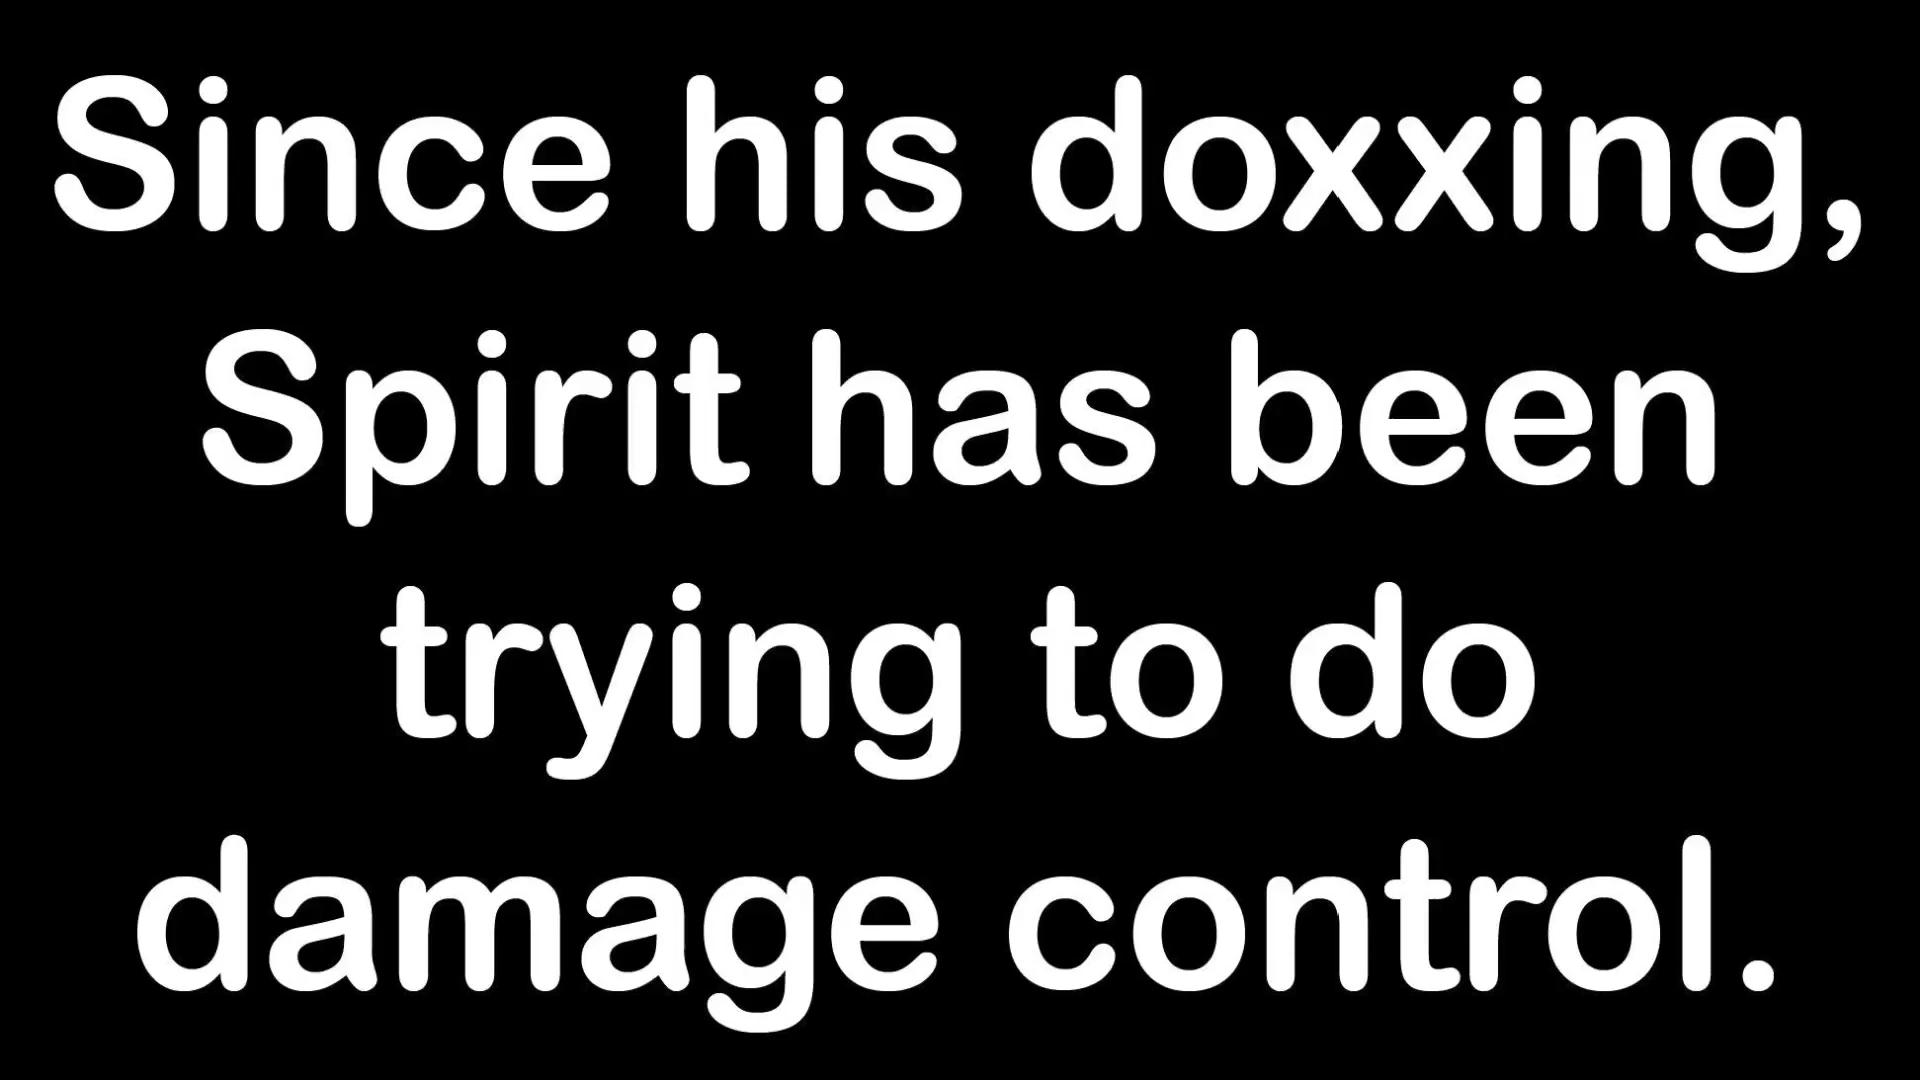 Since his doxxing,
Spirit has been
trying to do
damage control.